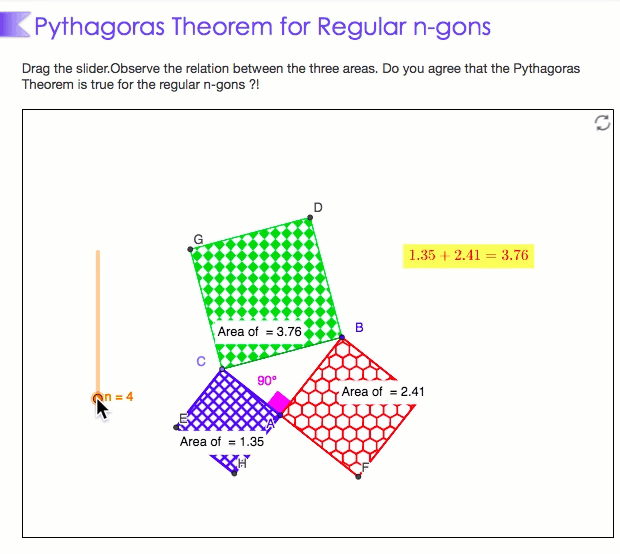 Pythagoras Theorem for Regular n-gons
Drag the slider.Observe the relation between the three areas. Do you agree that the Pythagoras
Theorem is true for the regular n-gons ?!
D
G
1.35 + 2.41 = 3.76
Area of = 3.76
B
C
90°
Area of = 2.41
n = 4
E
A
Area of = 1.35
H
F